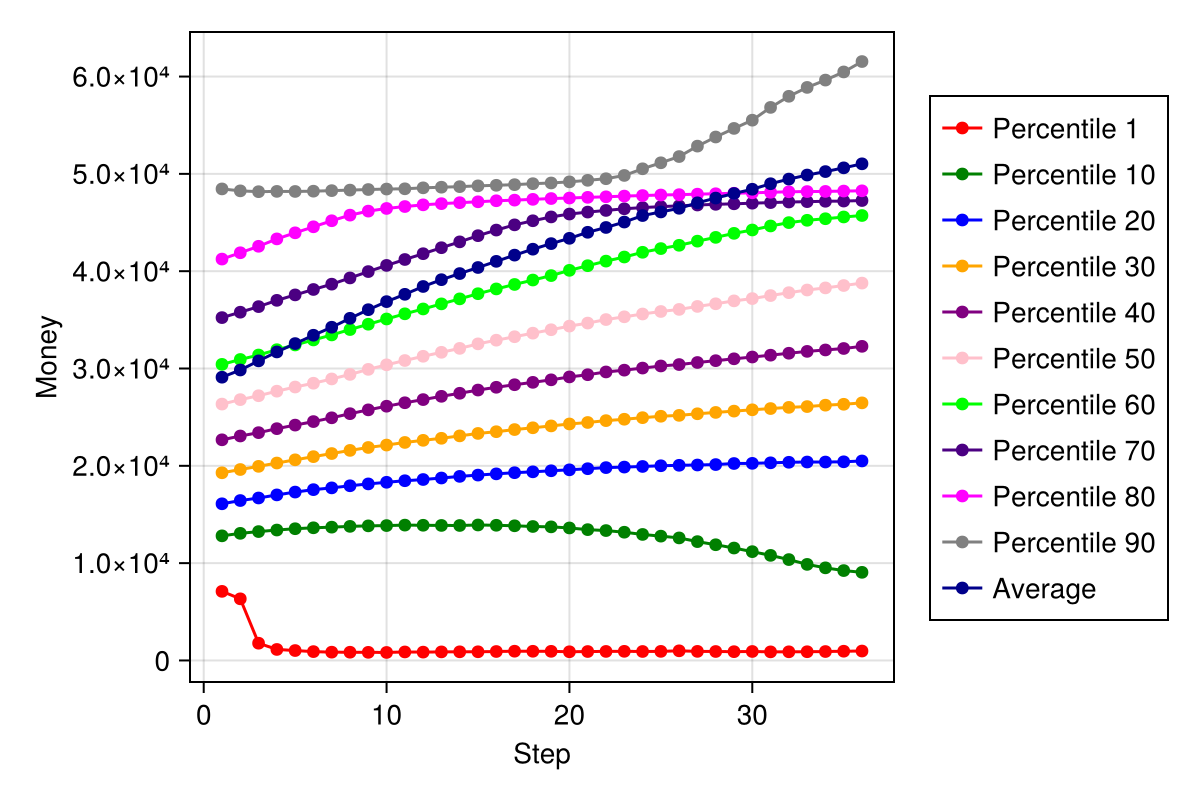 6.0×10⁴
5.0×10⁴
4.0×10⁴
3.0×10⁴
2.0×10⁴
1.0×10⁴
0
Money
0 10 20 30
Step
Percentile 1
Percentile 10
Percentile 20
Percentile 30
Percentile 40
Percentile 50
Percentile 60
Percentile 70
Percentile 80
Percentile 90
Average